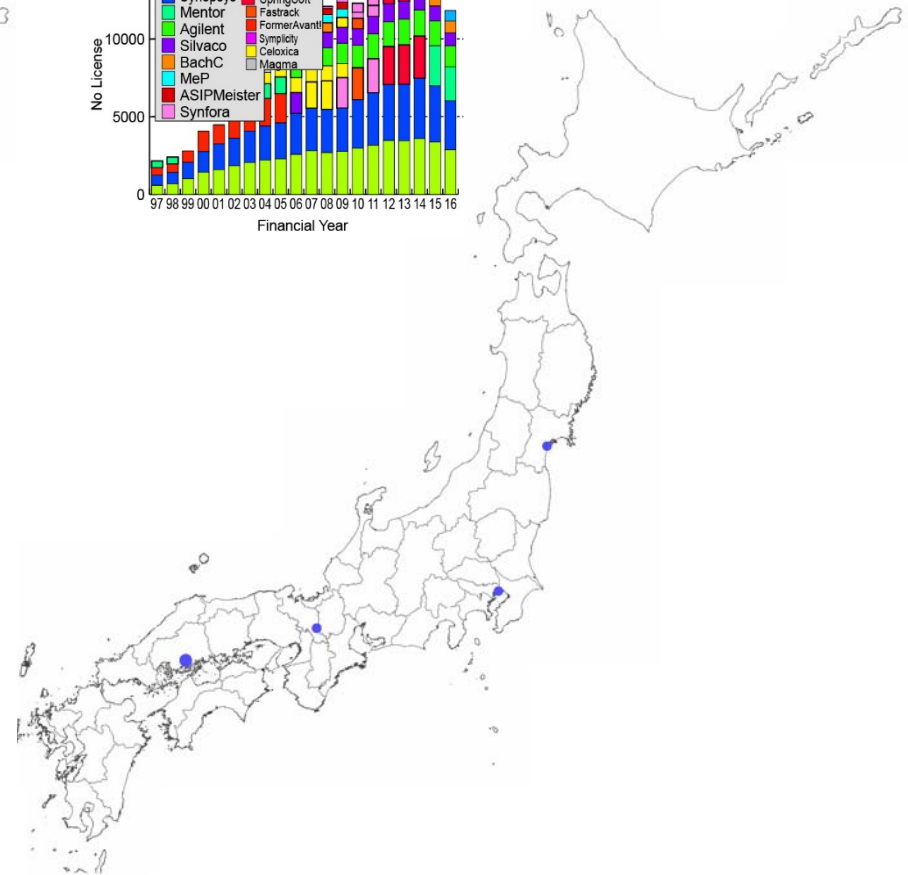 Synopsys SpringSoft
Mentor Fastrack
Agilent FormerAvant!
Silvaco Symplicity
BachC Celoxica
MeP Magma
ASIPMeister
Synfora
10000
5000
0
No License
97 98 99 00 01 02 03 04 05 06 07 08 09 10 11 12 13 14 15 16
Financial Year